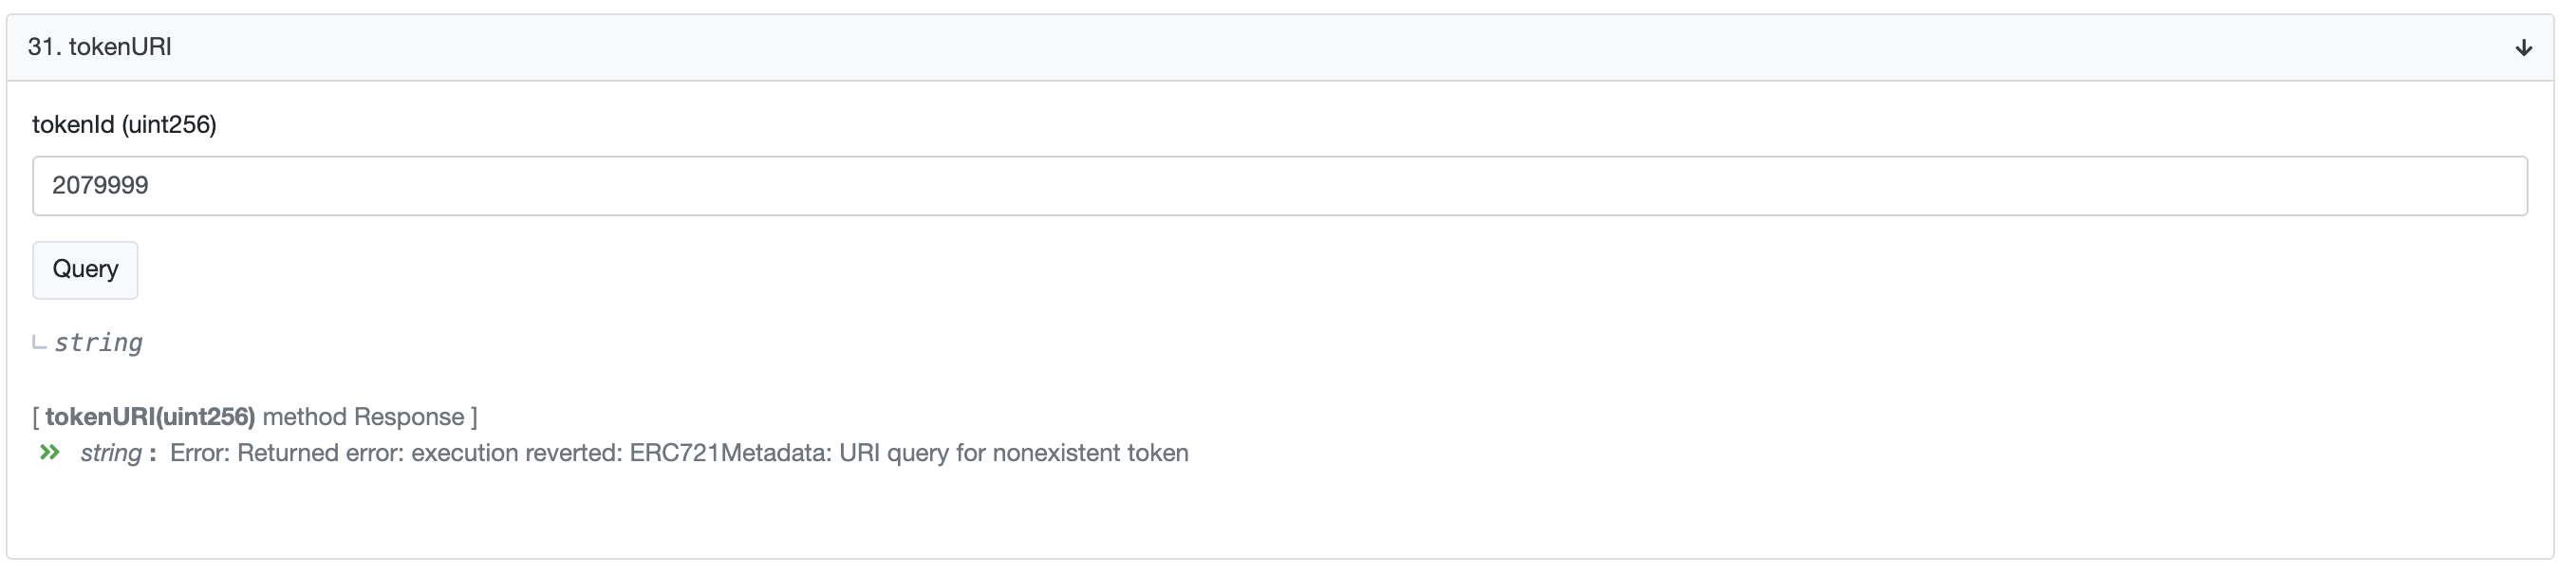 31. tokenURI
tokenId (uint256)
2079999
Query
string
[ tokenURI(uint256) method Response ]
string : Error: Returned error: execution reverted: ERC721Metadata: URI query for nonexistent token